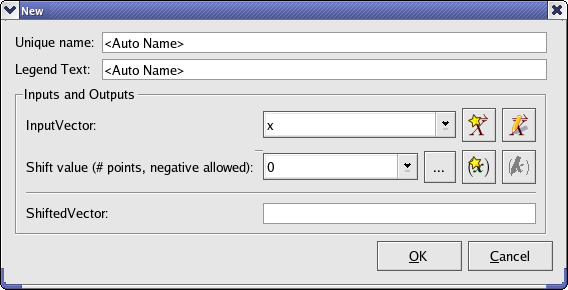 New
Unique name: <Auto Name>
Legend Text: <Auto Name>
Inputs and Outputs
InputVector: x
Shift value (# points, negative allowed): 0 ... (x)
ShiftedVector:
OK Cancel